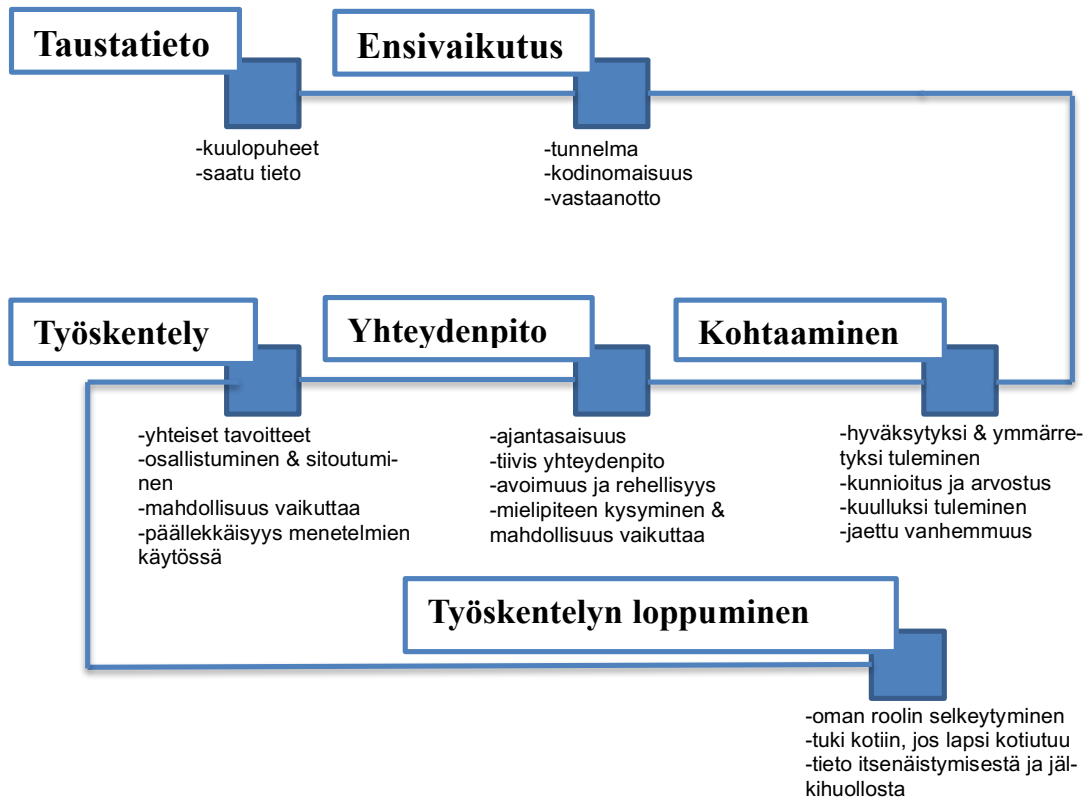 Taustatieto
-kuulopuheet
-saatu tieto
Ensivaikutus
-tunnelma
-kodinomaisuus
-vastaanotto
Työskentely
-yhteiset tavoitteet
-osallistuminen & sitoutumi-
nen
-mahdollisuus vaikuttaa
-päällekkäisyys menetelmien
käytössä
Yhteydenpito
-ajantasaisuus
-tiivis yhteydenpito
-avoimuus ja rehellisyys
-mielipiteen kysyminen &
mahdollisuus vaikuttaa
Kohtaaminen
-hyväksytyksi & ymmärre-
tyksi tuleminen
-kunnioitus ja arvostus
-kuulluksi tuleminen
-jaettu vanhemmuus
Työskentelyn loppuminen
-oman roolin selkeytyminen
-tuki kotiin, jos lapsi kotiutuu
-tieto itsenäistymisestä ja jäl-
kihuollosta